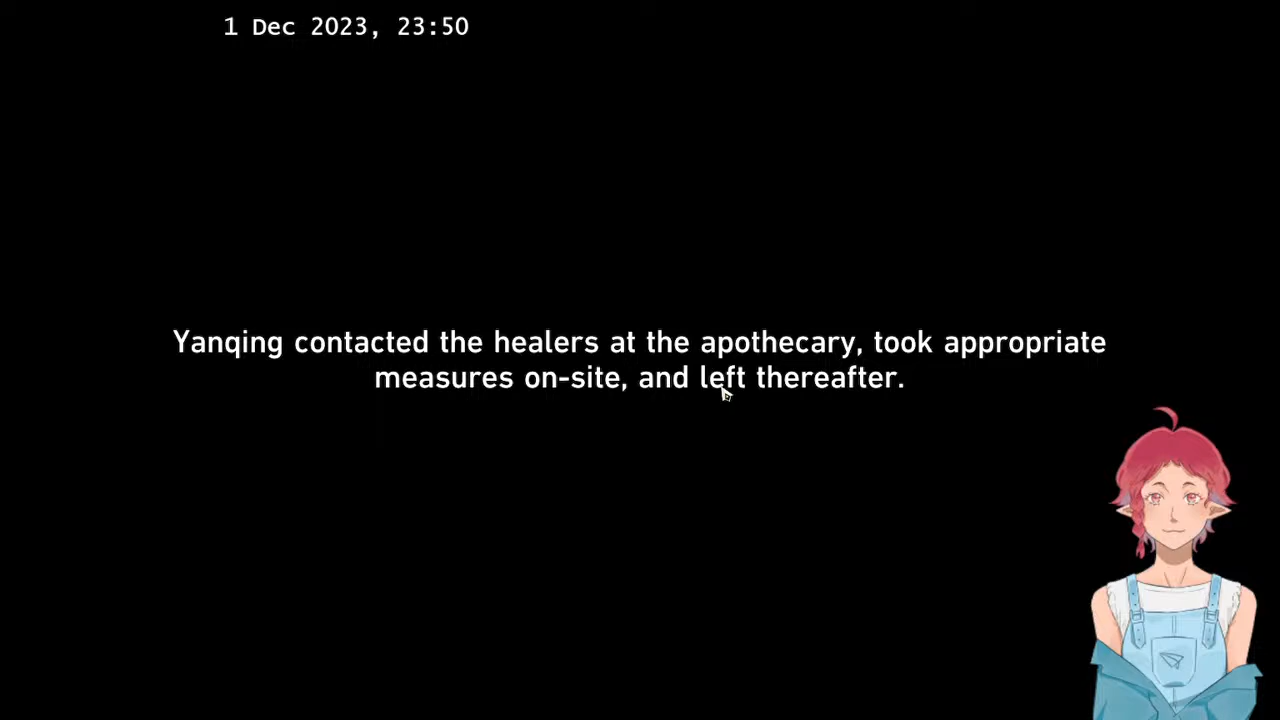 1 Dec 2023, 23:50
Yanqing contacted the healers at the apothecary, took appropriate
measures on-site, and left thereafter.